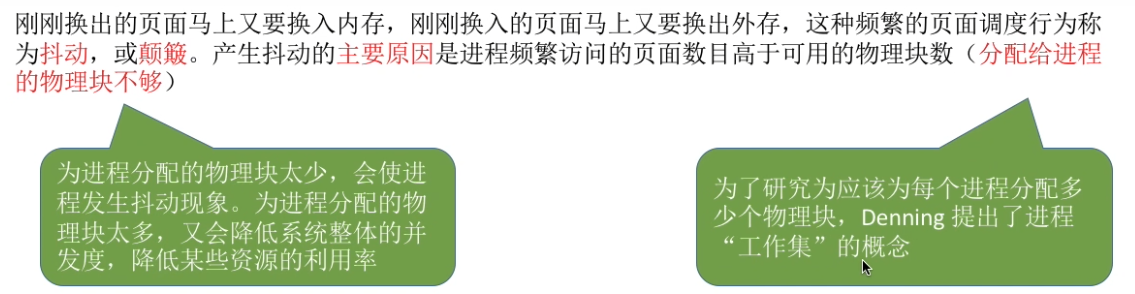 刚刚换出的页面马上又要换入内存，刚刚换入的页面马上又要换出外存，这种频繁的页面调度行为称
为抖动，或颠簸。产生抖动的主要原因是进程频繁访问的页面数目高于可用的物理块数（分配给进程
的物理块不够）
为进程分配的物理块太少，会使进
程发生抖动现象。为进程分配的物
理块太多，又会降低系统整体的并
发度，降低某些资源的利用率
为了研究为应该为每个进程分配多
少个物理块，Denning 提出了进程
“工作集”的概念